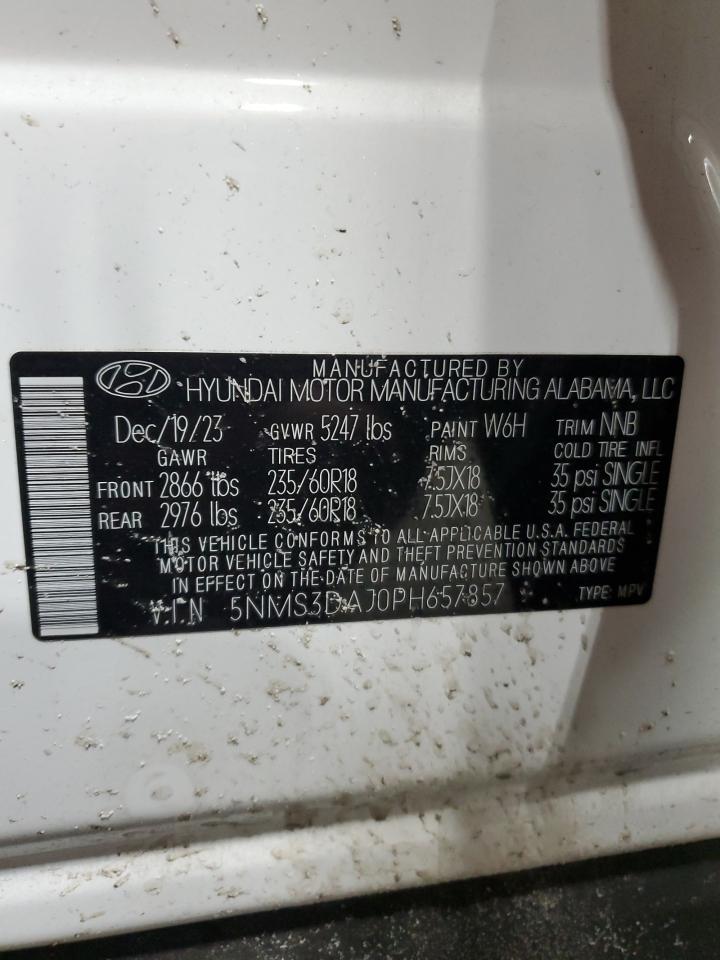 MANUFACTURED BY
HYUNDAI MOTOR MANUFACTURING ALABAMA, LLC
Dec/19/23 GVWR 5247 lbs PAINT W6H TRIM NNB
GAWR TIRES RIMS COLD TIRE INFL
FRONT 2866 lbs 235/60R18 7.5JX18 35 psi SINGLE
REAR 2976 lbs 235/60R18 7.5JX18 35 psi SINGLE
THIS VEHICLE CONFORMS TO ALL APPLICABLE U.S.A. FEDERAL
MOTOR VEHICLE SAFETY AND THEFT PREVENTION STANDARDS
IN EFFECT ON THE DATE OF MANUFACTURE SHOWN ABOVE
V.I.N 5NMS3DAJ0PH657857 TYPE: MPV